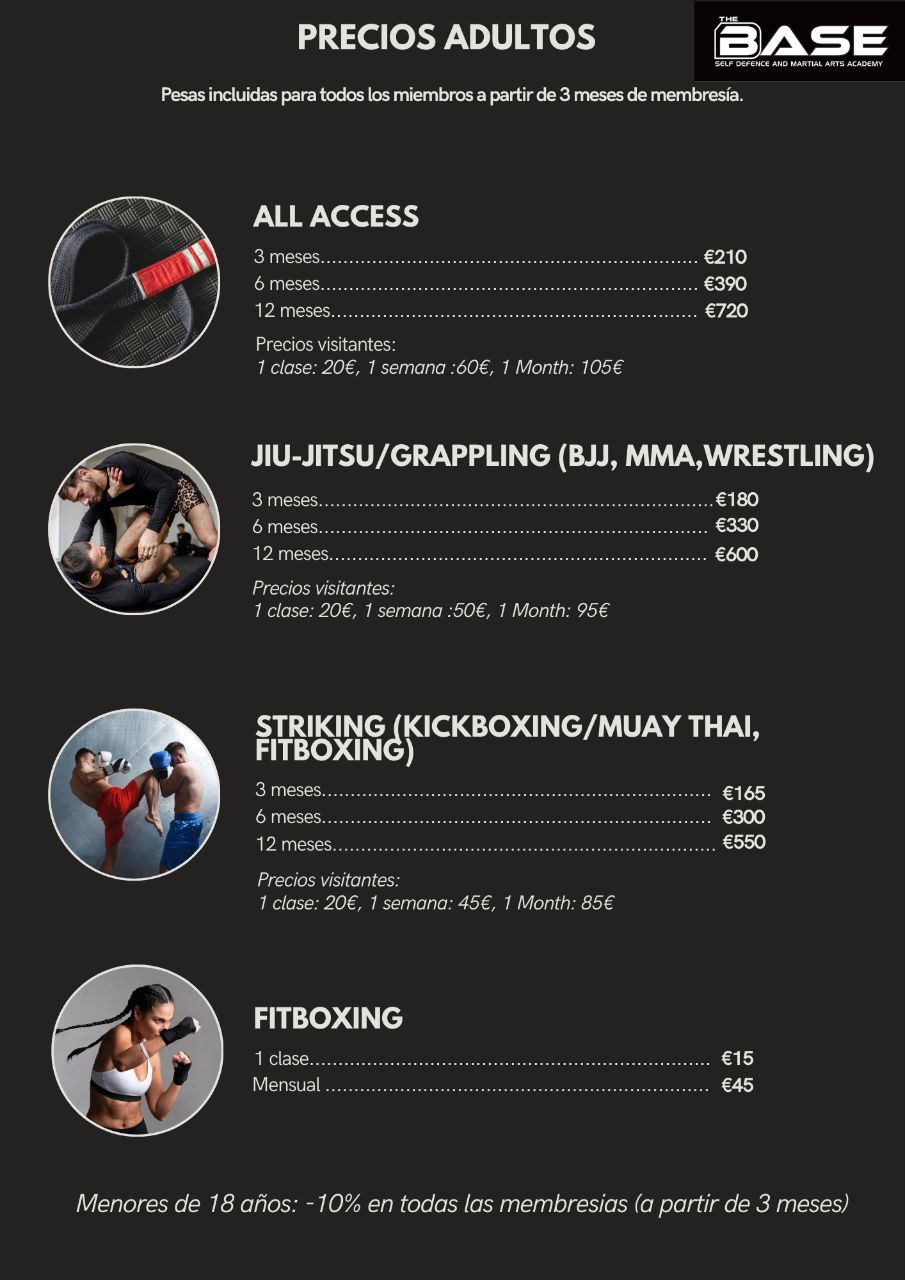 PRECIOS ADULTOS
THE
BASE
SELF DEFENCE AND MARTIAL ARTS ACADEMY
Pesas incluidas para todos los miembros a partir de 3 meses de membresía.
ALL ACCESS
3 meses................................................................. €210
6 meses................................................................. €390
12 meses............................................................... €720
Precios visitantes:
1 clase: 20€, 1 semana :60€, 1 Month: 105€
JIU-JITSU/GRAPPLING (BJJ, MMA,WRESTLING)
3 meses....................................................................€180
6 meses................................................................... €330
12 meses................................................................. €600
Precios visitantes:
1 clase: 20€, 1 semana :50€, 1 Month: 95€
STRIKING (KICKBOXING/MUAY THAI,
FITBOXING)
3 meses................................................................... €165
6 meses................................................................... €300
12 meses.................................................................. €550
Precios visitantes:
1 clase: 20€, 1 semana: 45€, 1 Month: 85€
FITBOXING
1 clase..................................................................... €15
Mensual .................................................................. €45
Menores de 18 años: -10% en todas las membresias (a partir de 3 meses)